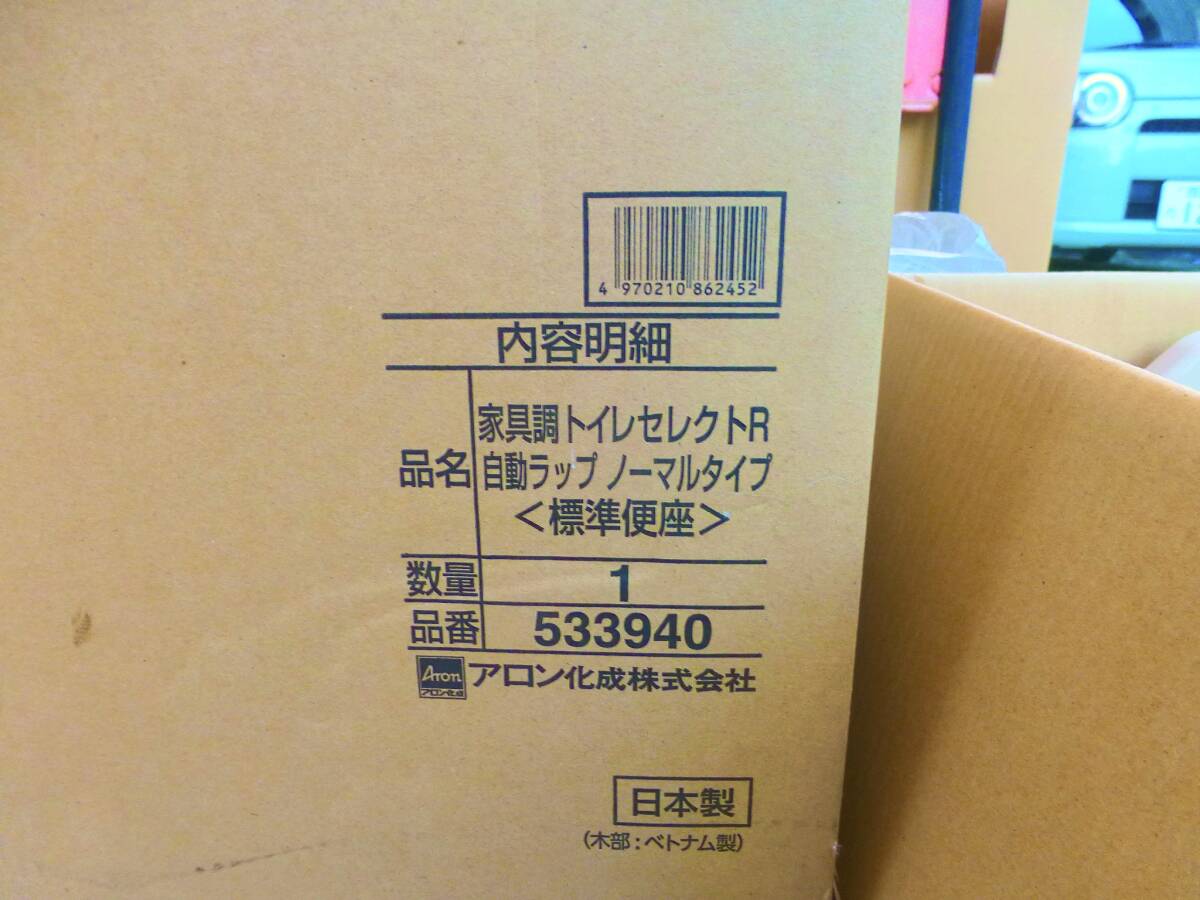 4 970210 862452
内容明細
品名
家具調トイレセレクトR
自動ラップ ノーマルタイプ
<標準便座>
数量 1
品番 533940
Aron
アロン化成
アロン化成株式会社
日本製
(木部:ベトナム製)